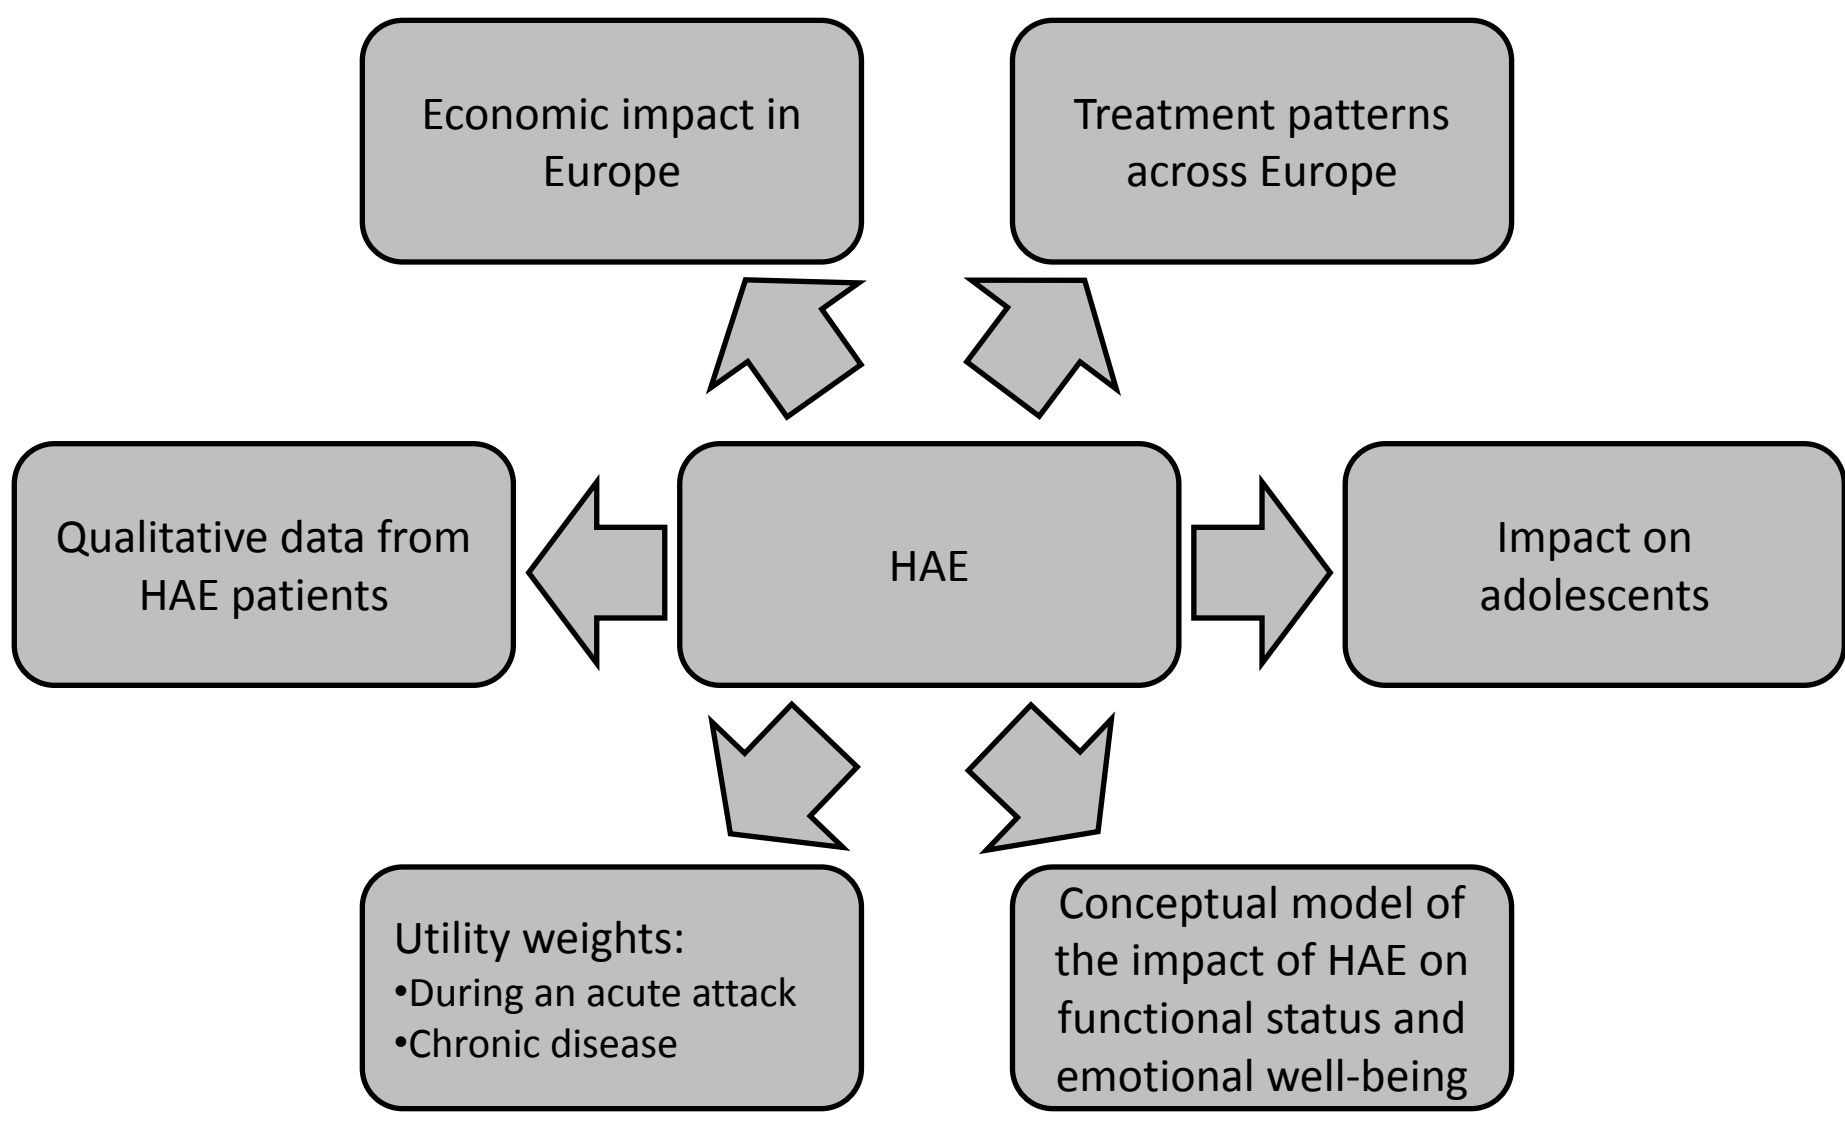 Economic impact in
Europe
Treatment patterns
across Europe
Qualitative data from
HAE patients
HAE
Impact on
adolescents
Utility weights:
•During an acute attack
•Chronic disease
Conceptual model of
the impact of HAE on
functional status and
emotional well-being